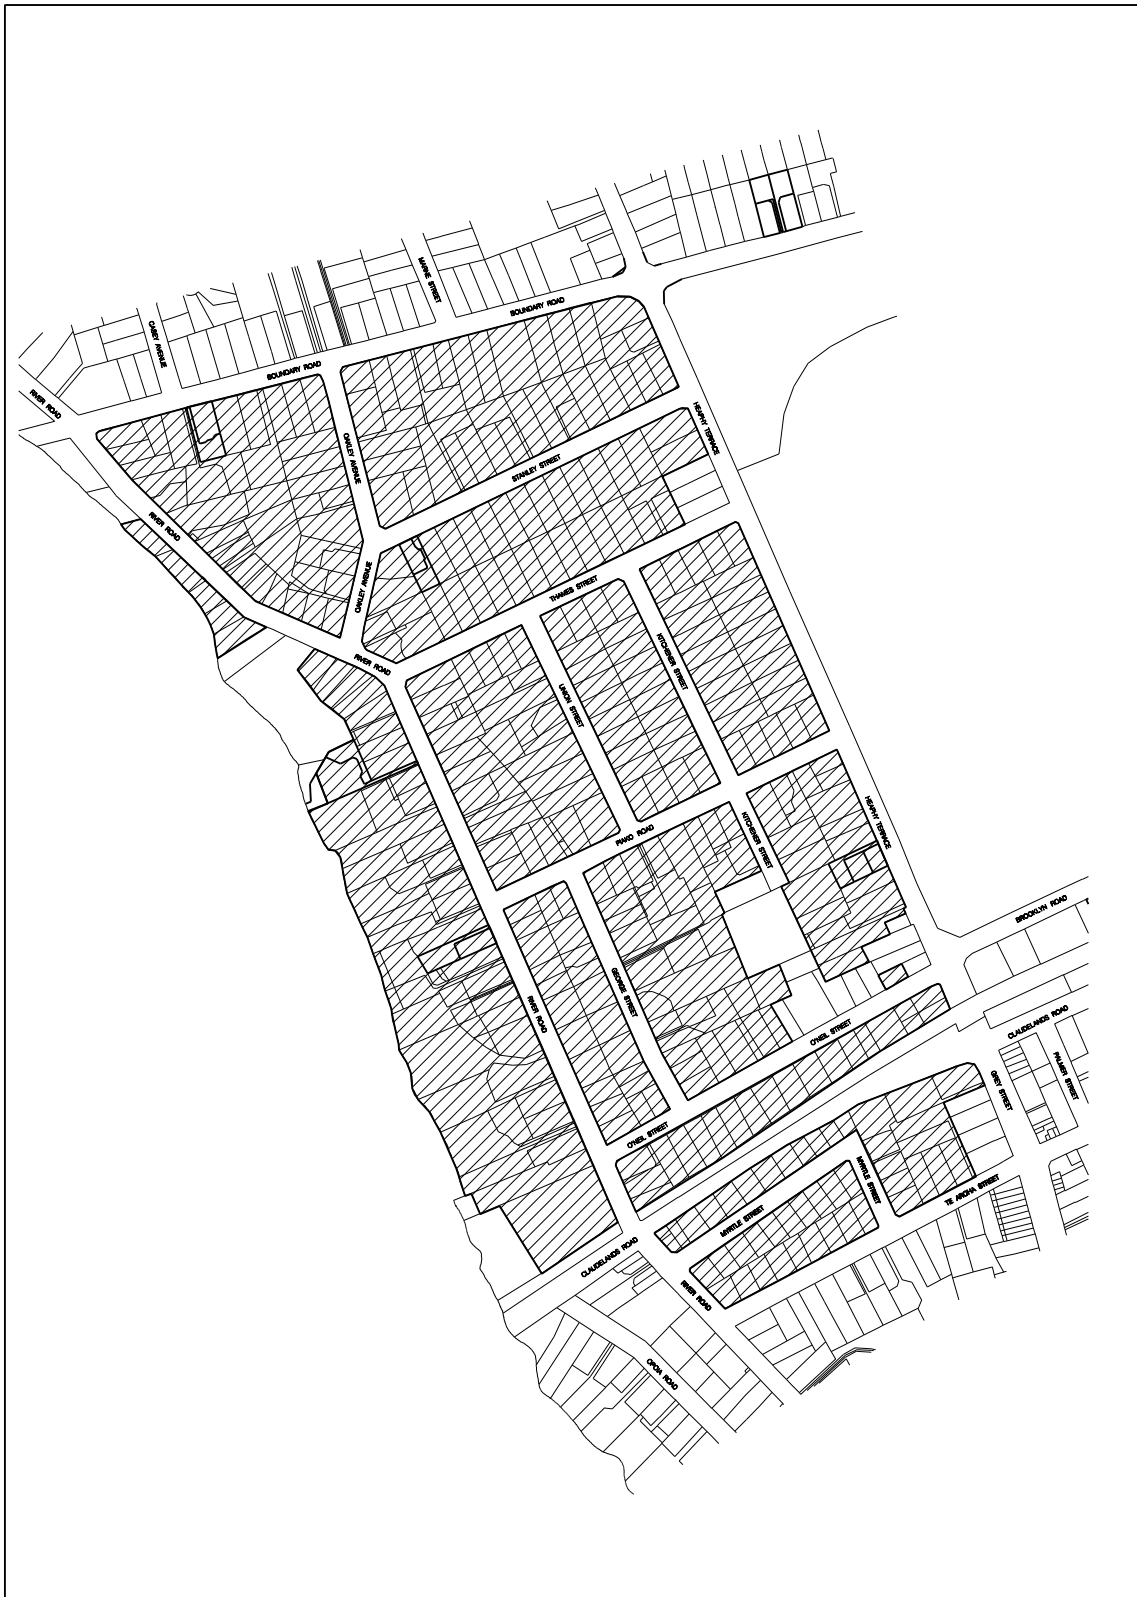 MARNIE STREET
BOUNDARY ROAD
CASEY AVENUE
BOUNDARY ROAD
RIVER ROAD
HEAPHY TERRACE
OAKLEY AVENUE
STANLEY STREET
RIVER ROAD
OAKLEY AVENUE
THAMES STREET
RIVER ROAD
KITCHENER STREET
UNION STREET
HEAPHY TERRACE
PIAKO ROAD
KITCHENER STREET
BROOKLYN ROAD
GEORGE STREET
RIVER ROAD
O'NEIL STREET
CLAUDELANDS ROAD
PALMER STREET
GREY STREET
O'NEIL STREET
MYRTLE STREET
TE AROHA STREET
MYRTLE STREET
CLAUDELANDS ROAD
RIVER ROAD
OPOIA ROAD